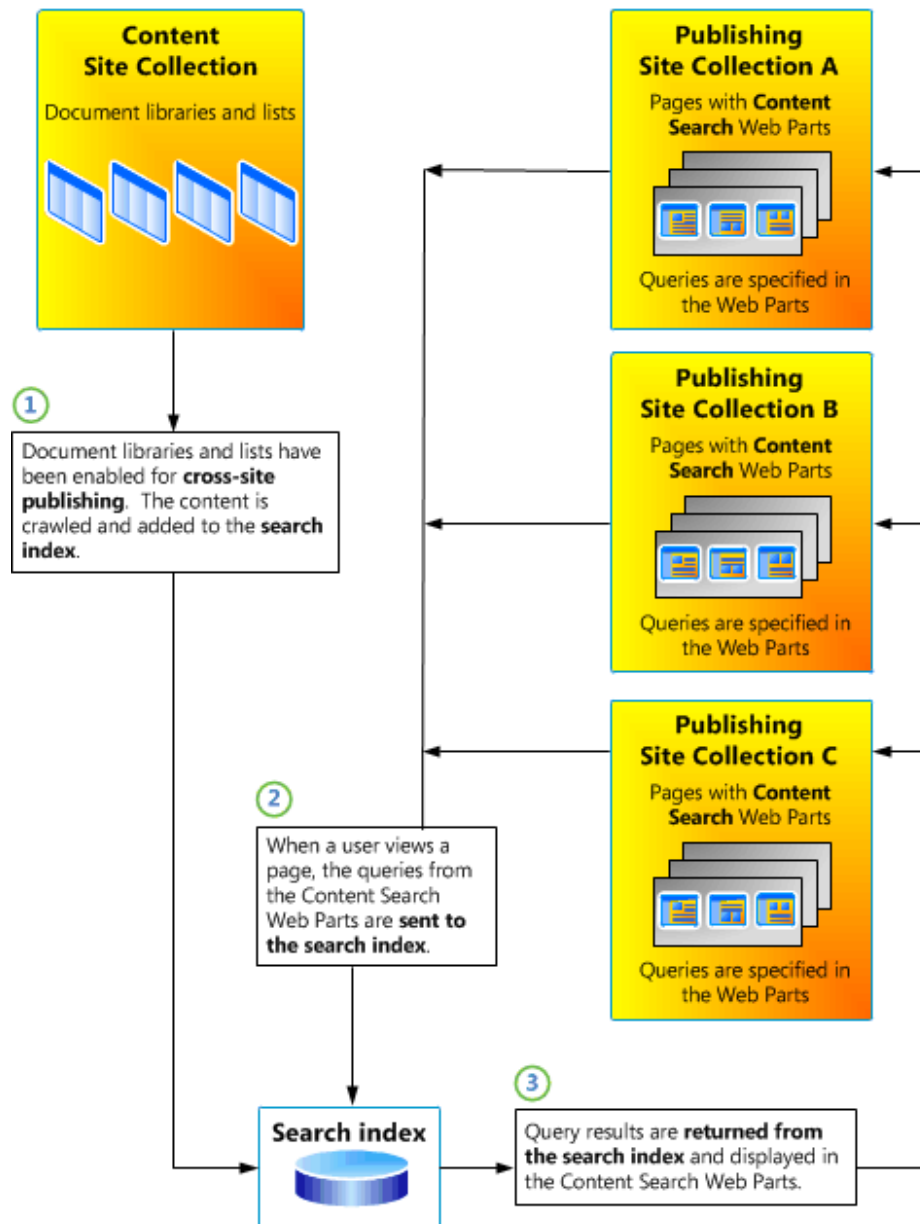 Content
Site Collection
Document libraries and lists
1
Document libraries and lists have
been enabled for cross-site
publishing.  The content is
crawled and added to the search
index.
Publishing
Site Collection A
Pages with Content
Search Web Parts
Queries are specified in
the Web Parts
Publishing
Site Collection B
Pages with Content
Search Web Parts
Queries are specified in
the Web Parts
Publishing
Site Collection C
Pages with Content
Search Web Parts
Queries are specified in
the Web Parts
2
When a user views a
page, the queries from
the Content Search
Web Parts are sent to
the search index.
Search index
3
Query results are returned from
the search index and displayed in
the Content Search Web Parts.